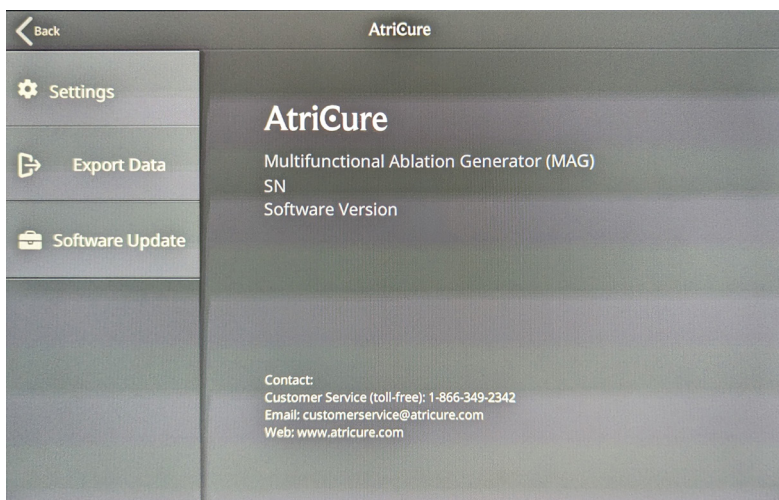 Back
AtriCure
Settings
Export Data
Software Update
AtriCure
Multifunctional Ablation Generator (MAG)
SN
Software Version
Contact:
Customer Service (toll-free): 1-866-349-2342
Email: customerservice@atricure.com
Web: www.atricure.com